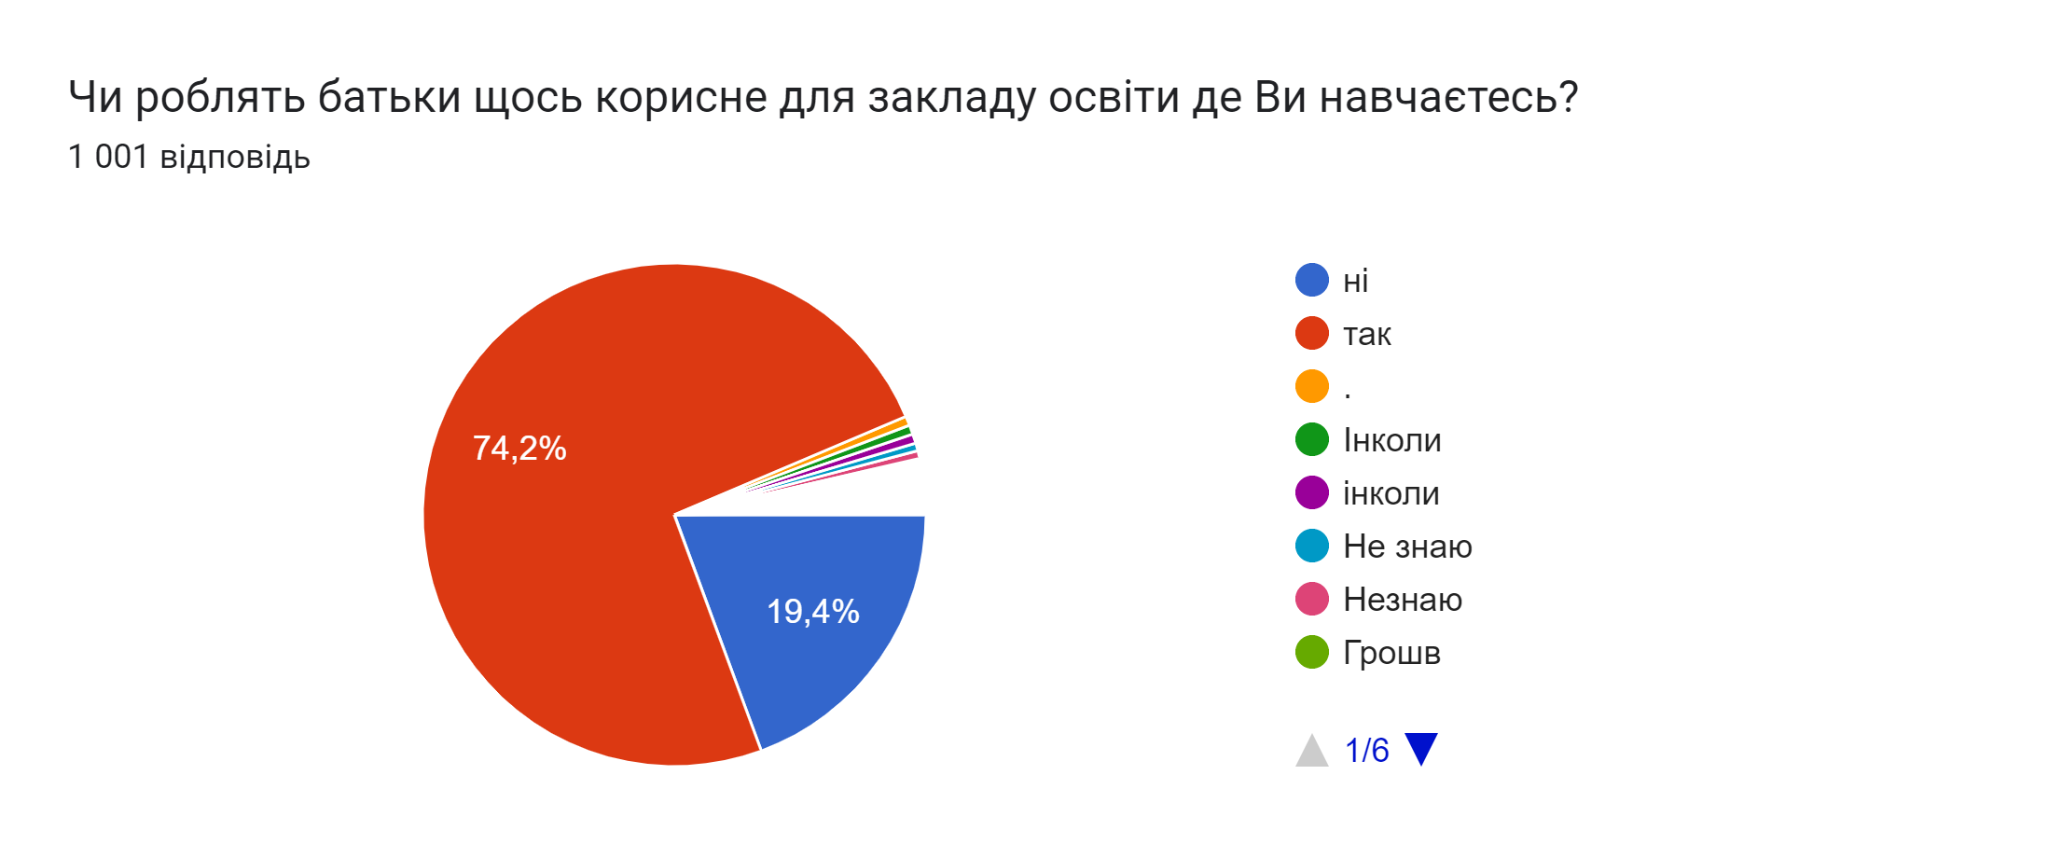 Чи роблять батьки щось корисне для закладу освіти де Ви навчаєтесь?
1 001 відповідь
74,2%
19,4%
ні
так
.
Інколи
інколи
Не знаю
Незнаю
Грошв
1/6